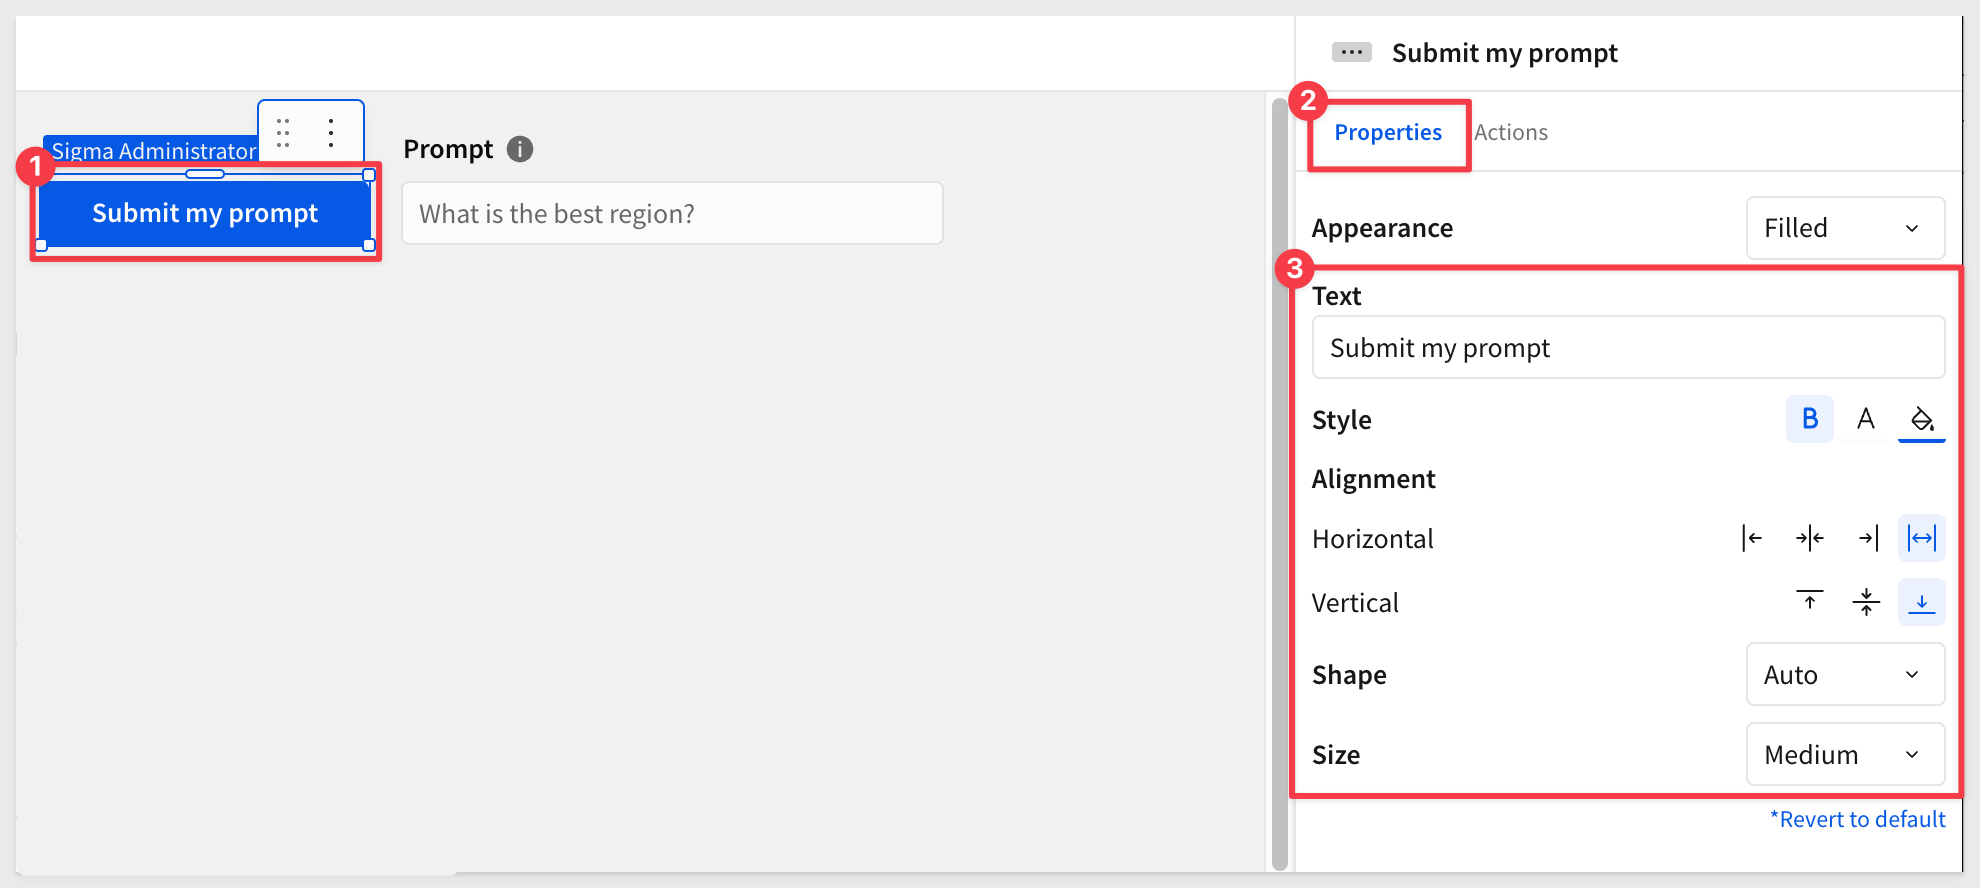 Submit my prompt
2
Properties
Actions
Sigma Administrator
1
Submit my prompt
Prompt
What is the best region?
Appearance
Filled
3
Text
Submit my prompt
Style
B
A
Alignment
Horizontal
Vertical
Shape
Auto
Size
Medium
*Revert to default